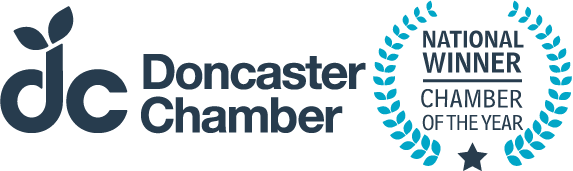 dc
Doncaster
Chamber
NATIONAL
WINNER
CHAMBER
OF THE YEAR